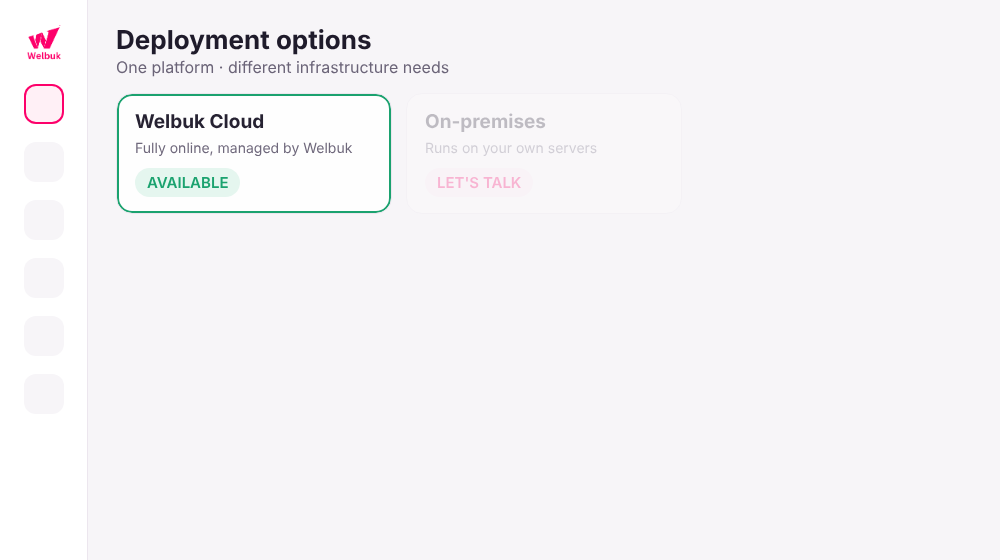 Welbuk
Deployment options
One platform · different infrastructure needs
Welbuk Cloud
Fully online, managed by Welbuk
AVAILABLE
On-premises
Runs on your own servers
LET'S TALK